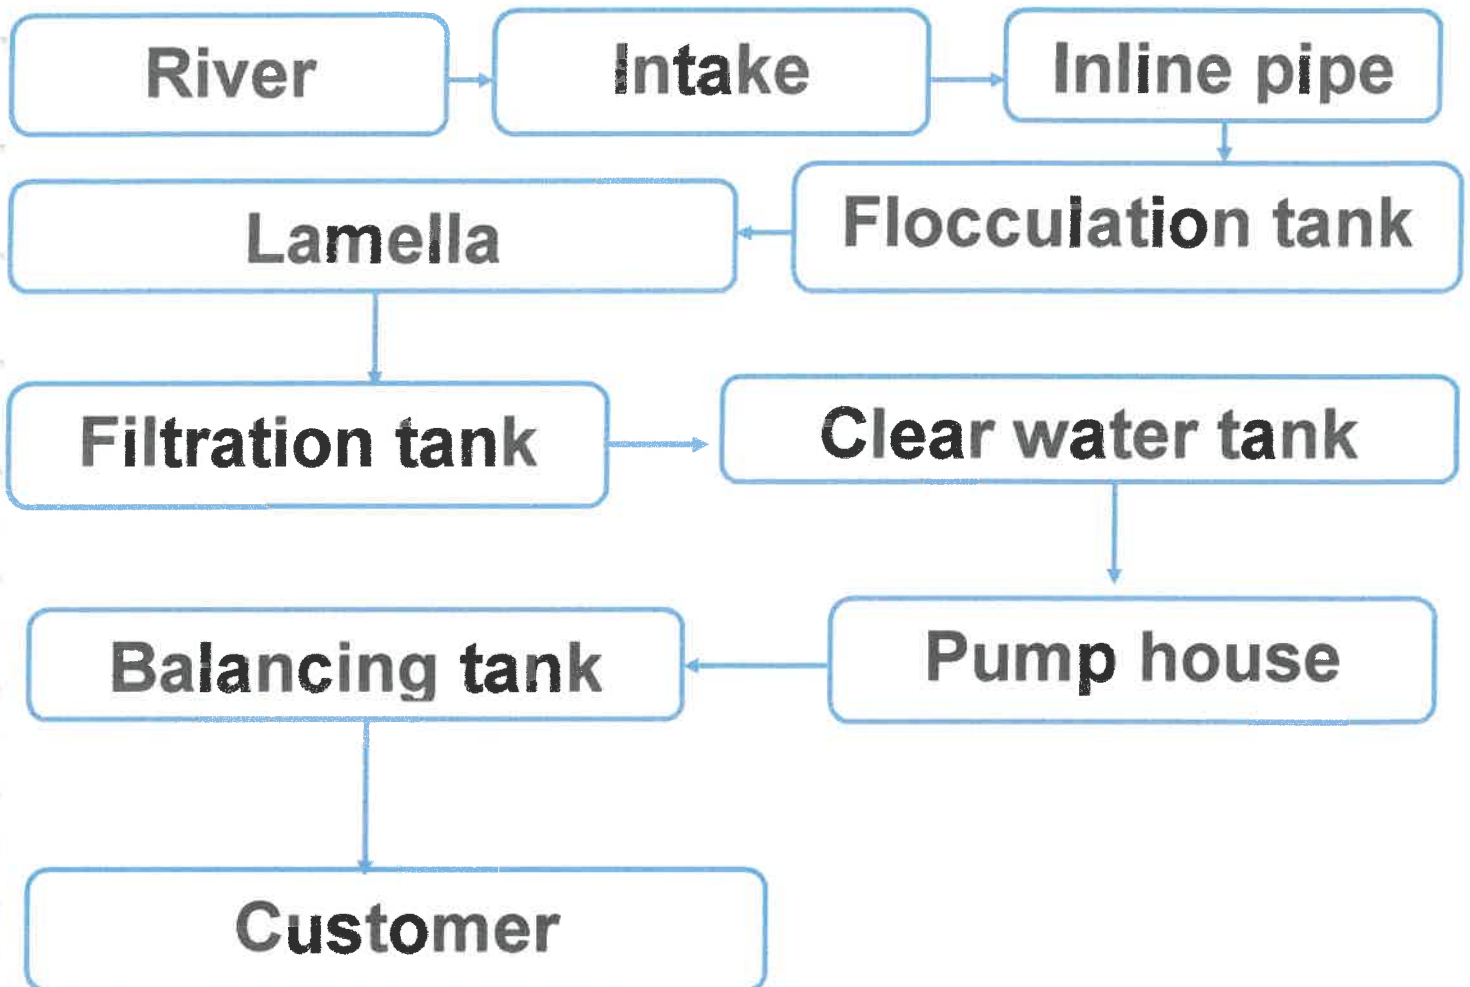 River
Intake
Inline pipe
Flocculation tank
Lamella
Filtration tank
Clear water tank
Pump house
Balancing tank
Customer